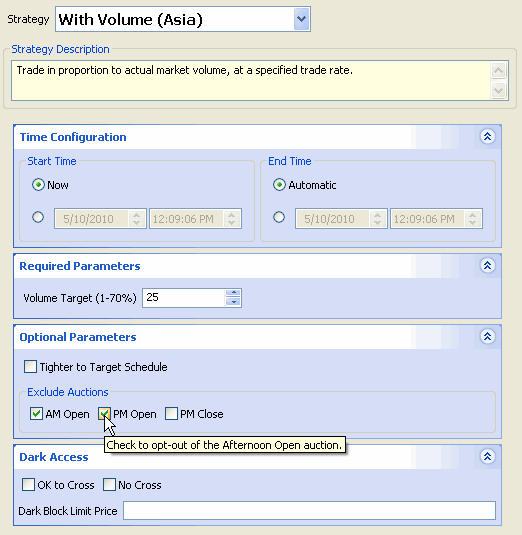 Strategy With Volume (Asia)
Strategy Description
Trade in proportion to actual market volume, at a specified trade rate.
Time Configuration
Start Time End Time
Now Automatic
5/10/2010 12:09:06 PM 5/10/2010 12:09:06 PM
Required Parameters
Volume Target (1-70%) 25
Optional Parameters
Tighter to Target Schedule
Exclude Auctions
AM Open PM Open PM Close
Check to opt-out of the Afternoon Open auction.
Dark Access
OK to Cross No Cross
Dark Block Limit Price